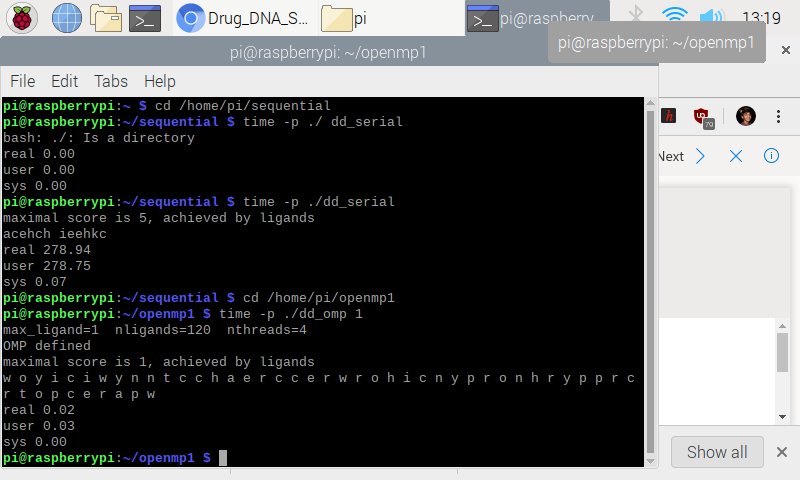 Drug_DNA_S...
pi
pi@raspberry
13:19
pi@raspberrypi: ~/openmp1
pi@raspberrypi: ~/openmp1
File Edit Tabs Help
pi@raspberrypi:~ $ cd /home/pi/sequential
pi@raspberrypi:~/sequential $ time -p ./ dd_serial
bash: ./: Is a directory
real 0.00
user 0.00
sys 0.00
pi@raspberrypi:~/sequential $ time -p ./dd_serial
maximal score is 5, achieved by ligands
acehch ieehkc
real 278.94
user 278.75
sys 0.07
pi@raspberrypi:~/sequential $ cd /home/pi/openmp1
pi@raspberrypi:~/openmp1 $ time -p ./dd_omp 1
max_ligand=1  nligands=120  nthreads=4
OMP defined
maximal score is 1, achieved by ligands
w o y i c i w y n n t c c h a e r c c e r w r o h i c n y p r o n h r y p p r c
r t o p c e r a p w
real 0.02
user 0.03
sys 0.00
pi@raspberrypi:~/openmp1 $
79
Next
Show all